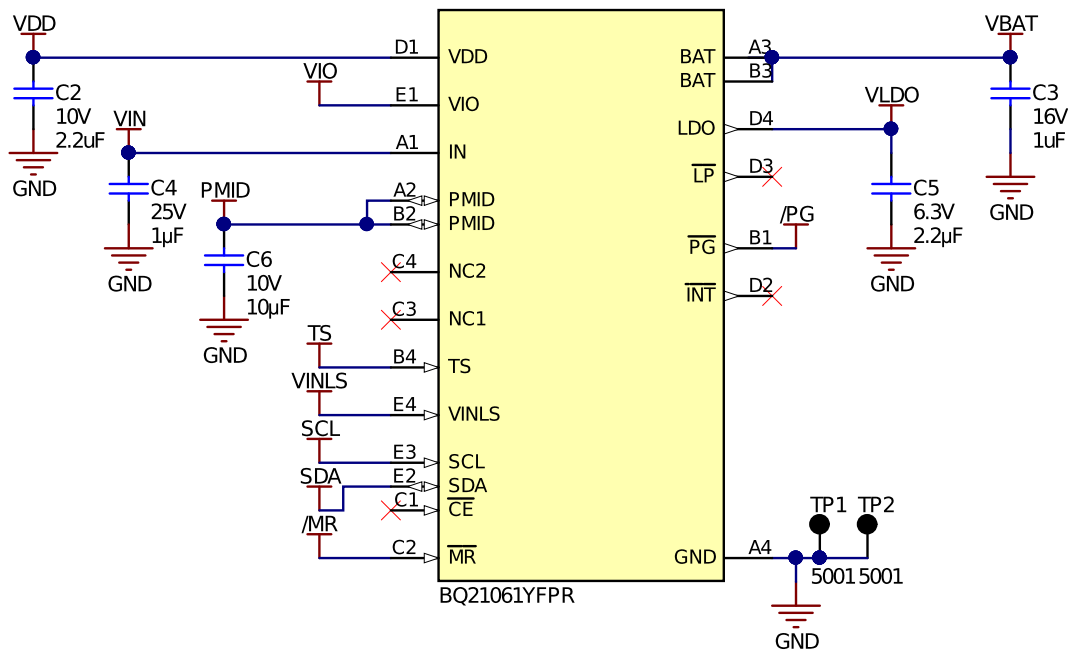 VDD
C2
10V
2.2uF
GND
VIO
VIN
C4
25V
1µF
GND
PMID
C6
10V
10µF
GND
TS
VINLS
SCL
SDA
/MR
D1 VDD
E1 VIO
A1 IN
A2 PMID
B2 PMID
C4 NC2
C3 NC1
B4 TS
E4 VINLS
E3 SCL
E2 SDA
C1 CE
C2 MR
BAT A3
BAT B3
LDO D4
LP D3
PG B1
INT D2
GND A4
BQ21061YFPR
VBAT
C3
16V
1uF
GND
VLDO
C5
6.3V
2.2µF
GND
/PG
TP1 TP2
5001 5001
GND